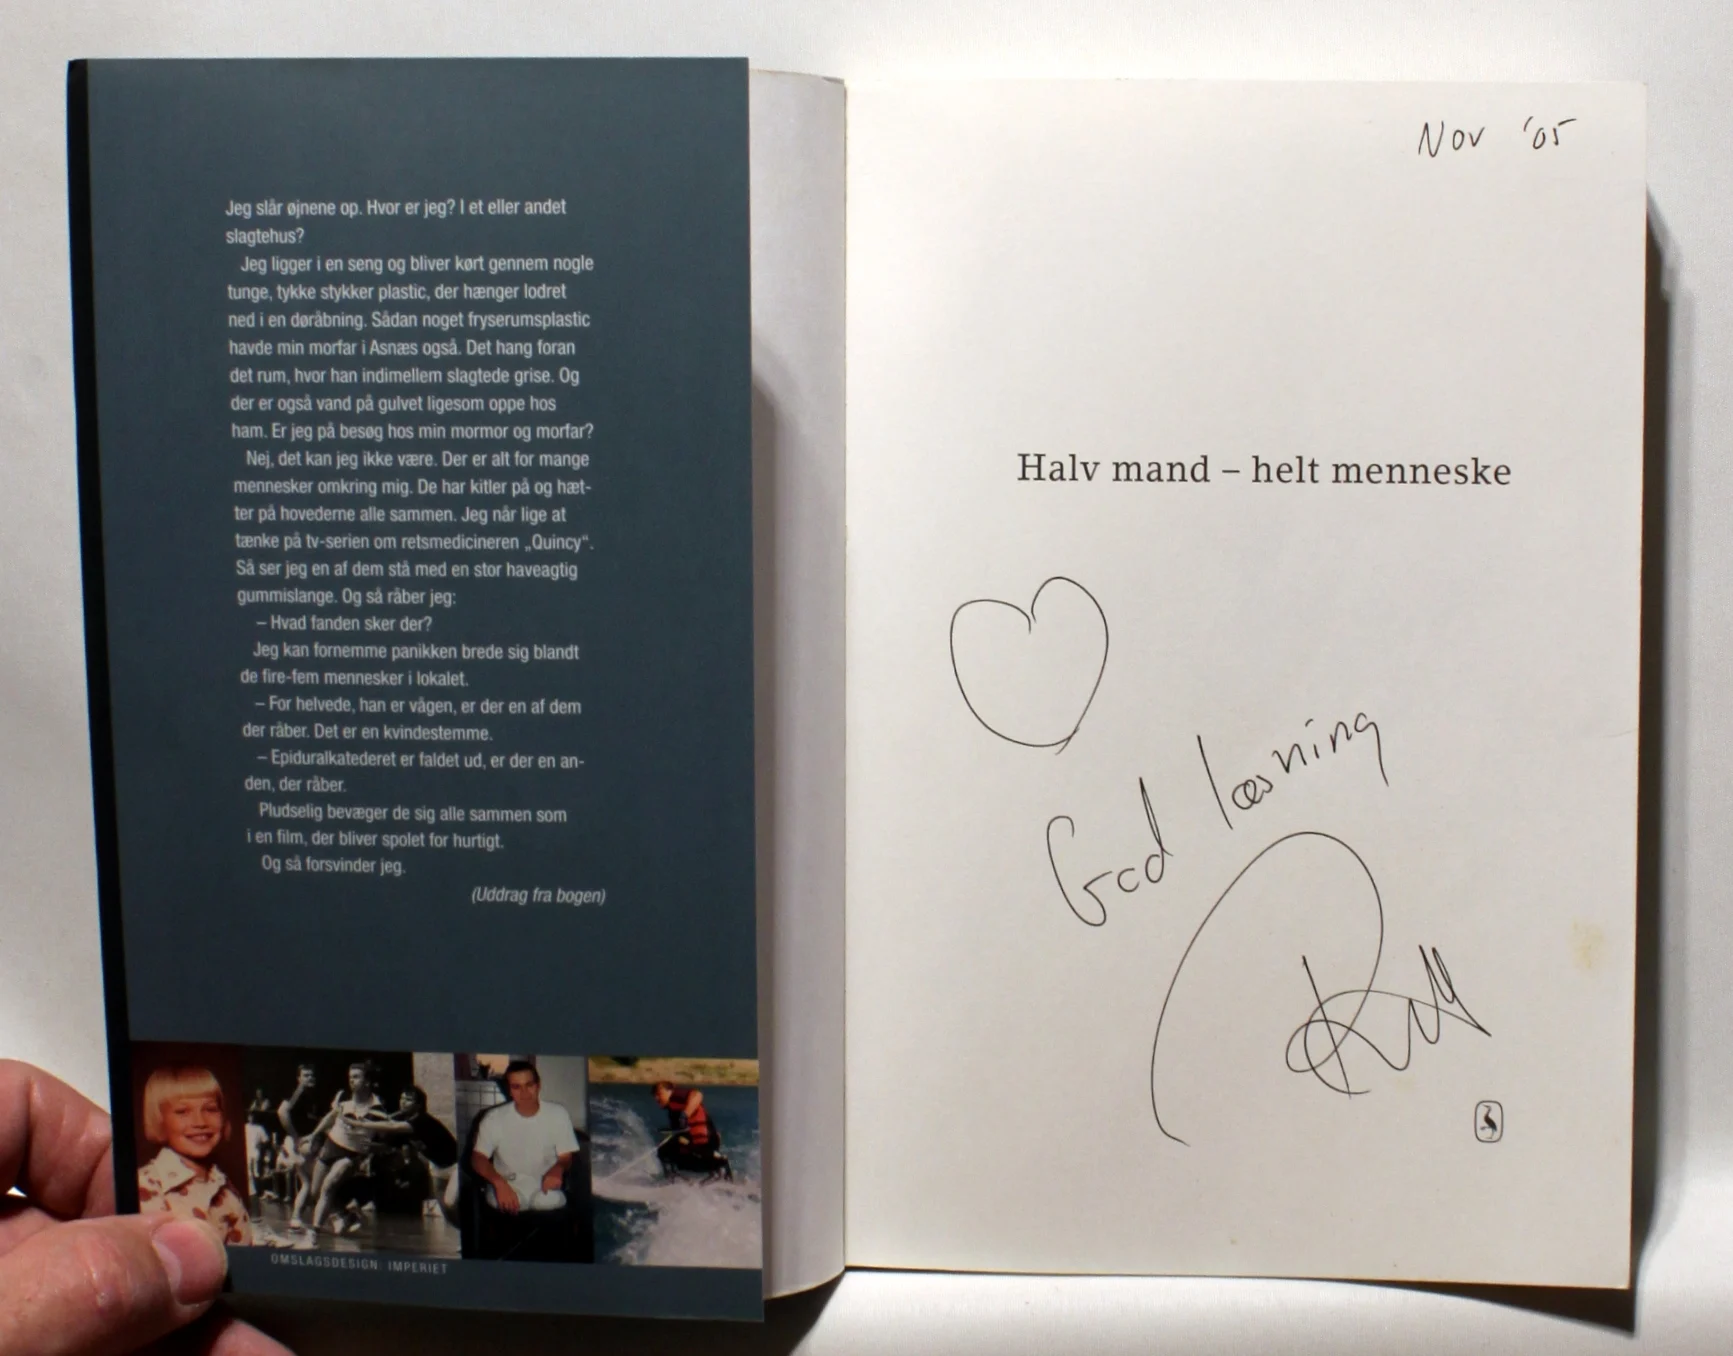 Jeg slår øjnene op. Hvor er jeg? I et eller andet
slagtehus?
Jeg ligger i en seng og bliver kørt gennem nogle
tunge, tykke stykker plastic, der hænger lodret
ned i en døråbning. Sådan noget fryserumsplastic
havde min morfar i Asnæs også. Det hang foran
det rum, hvor han indimellem slagtede grise. Og
der er også vand på gulvet ligesom oppe hos
ham. Er jeg på besøg hos min mormor og morfar?
Nej, det kan jeg ikke være. Der er alt for mange
mennesker omkring mig. De har kitler på og hæt-
ter på hovederne alle sammen. Jeg når lige at
tænke på tv-serien om retsmedicineren „Quincy“.
Så ser jeg en af dem stå med en stor haveagtig
gummislange. Og så råber jeg:
– Hvad fanden sker der?
Jeg kan fornemme panikken brede sig blandt
de fire-fem mennesker i lokalet.
– For helvede, han er vågen, er der en af dem
der råber. Det er en kvindestemme.
– Epiduralkatederet er faldet ud, er der en an-
den, der råber.
Pludselig bevæger de sig alle sammen som
i en film, der bliver spolet for hurtigt.
Og så forsvinder jeg.
(Uddrag fra bogen)
OMSLAGSDESIGN: IMPERIET
Nov '05
Halv mand – helt menneske
God læsning